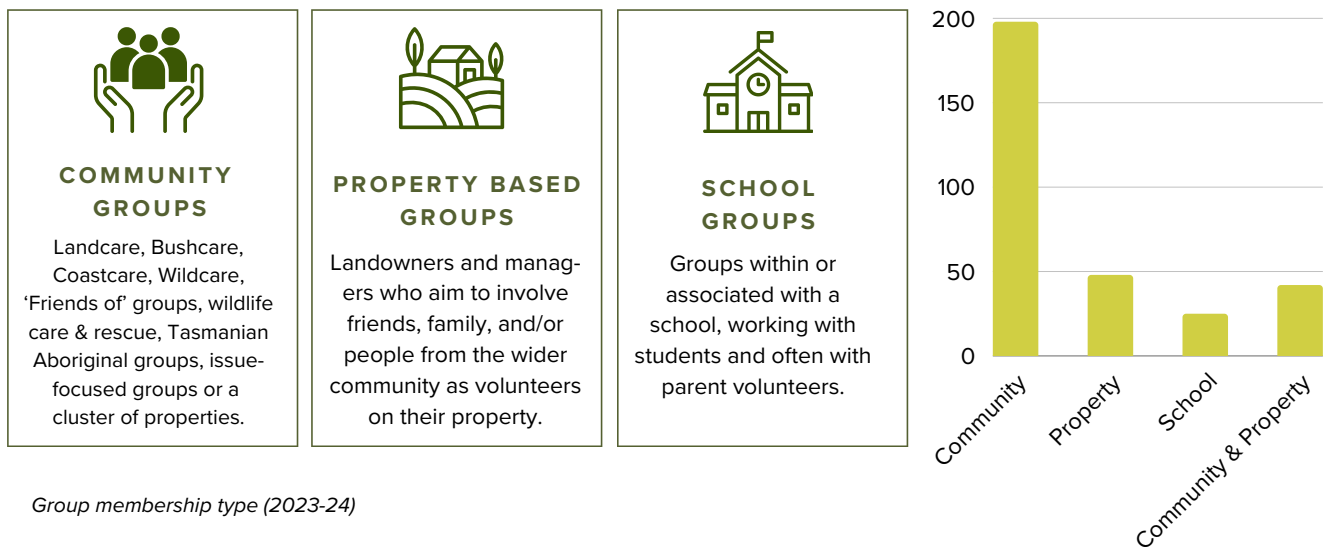 COMMUNITY
GROUPS
Landcare, Bushcare,
Coastcare, Wildcare,
‘Friends of’ groups, wildlife
care & rescue, Tasmanian
Aboriginal groups, issue-
focused groups or a
cluster of properties.
PROPERTY BASED
GROUPS
Landowners and manag-
ers who aim to involve
friends, family, and/or
people from the wider
community as volunteers
on their property.
SCHOOL
GROUPS
Groups within or
associated with a
school, working with
students and often with
parent volunteers.
200
150
100
50
0
Community
Property
School
Community & Property
Group membership type (2023-24)